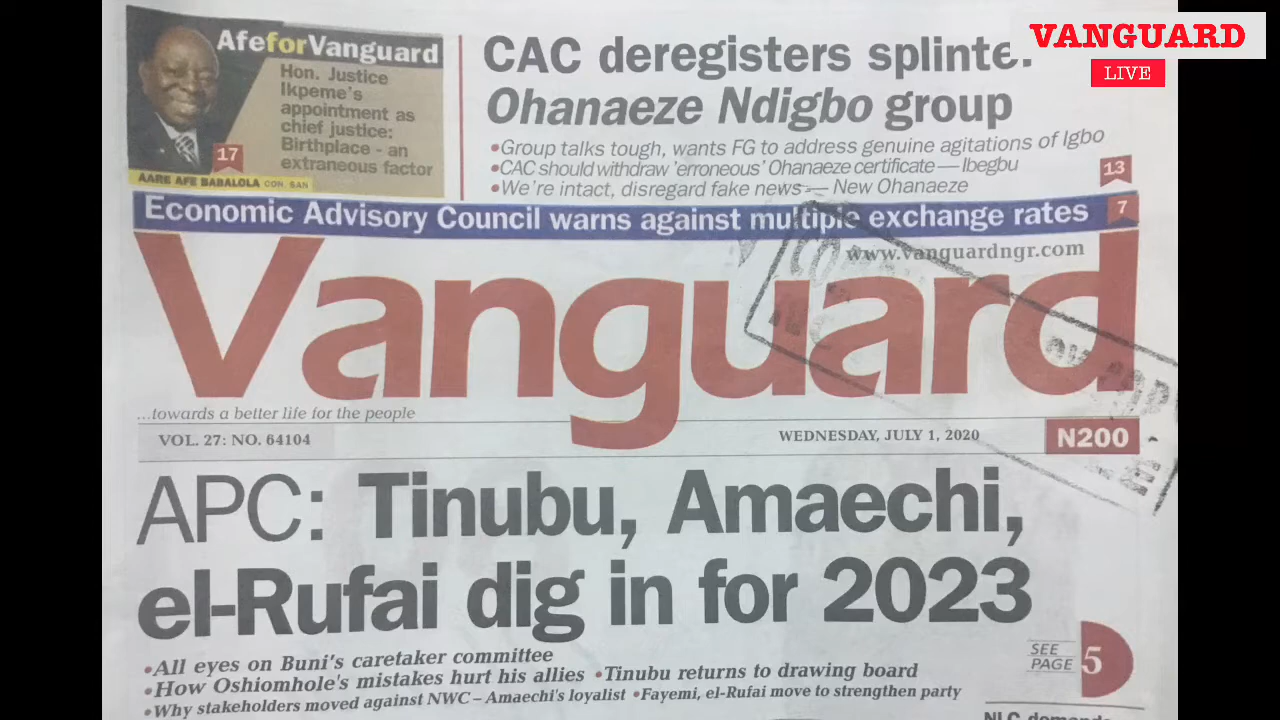 AfeforVanguard
Hon. Justice
Ikpeme's
appointment as
chief justice:
Birthplace - an
extraneous factor
17
AARE AFE BABALOLA CON, SAN
CAC deregisters
Ohanaeze Ndigbo group
•Group talks tough, wants FG to address genuine agitations of Igbo
•CAC should withdraw 'erroneous' Ohanaeze certificate — Ibegbu
•We're intact, disregard fake news — New Ohanaeze
13
VANGUARD
LIVE
Economic Advisory Council warns against multiple exchange rates
7
www.vanguardngr.com
Vanguard
...towards a better life for the people
VOL. 27: NO. 64104
WEDNESDAY, JULY 1, 2020
N200
APC: Tinubu, Amaechi,
el-Rufai dig in for 2023
•All eyes on Buni's caretaker committee
•How Oshiomhole's mistakes hurt his allies •Tinubu returns to drawing board
•Why stakeholders moved against NWC – Amaechi's loyalist •Fayemi, el-Rufai move to strengthen party
SEE
PAGE 5
NLC demands